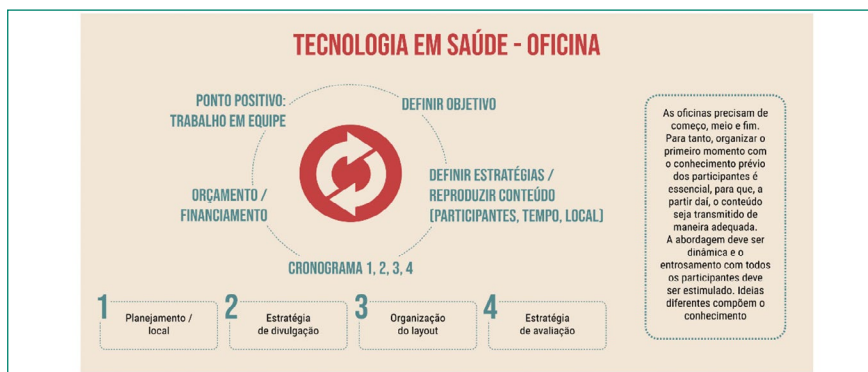 TECNOLOGIA EM SAÚDE - OFICINA
PONTO POSITIVO:
TRABALHO EM EQUIPE
DEFINIR OBJETIVO
ORÇAMENTO /
FINANCIAMENTO
DEFINIR ESTRATÉGIAS /
REPRODUZIR CONTEÚDO
(PARTICIPANTES, TEMPO, LOCAL)
CRONOGRAMA 1, 2, 3, 4
1
Planejamento /
local
2
Estratégia
de divulgação
3
Organização
do layout
4
Estratégia
de avaliação
As oficinas precisam de
começo, meio e fim.
Para tanto, organizar o
primeiro momento com
o conhecimento prévio
dos participantes é
essencial, para que, a
partir daí, o conteúdo
seja transmitido de
maneira adequada.
A abordagem deve ser
dinâmica e o
entrosamento com todos
os participantes deve
ser estimulado. Ideias
diferentes compõem o
conhecimento